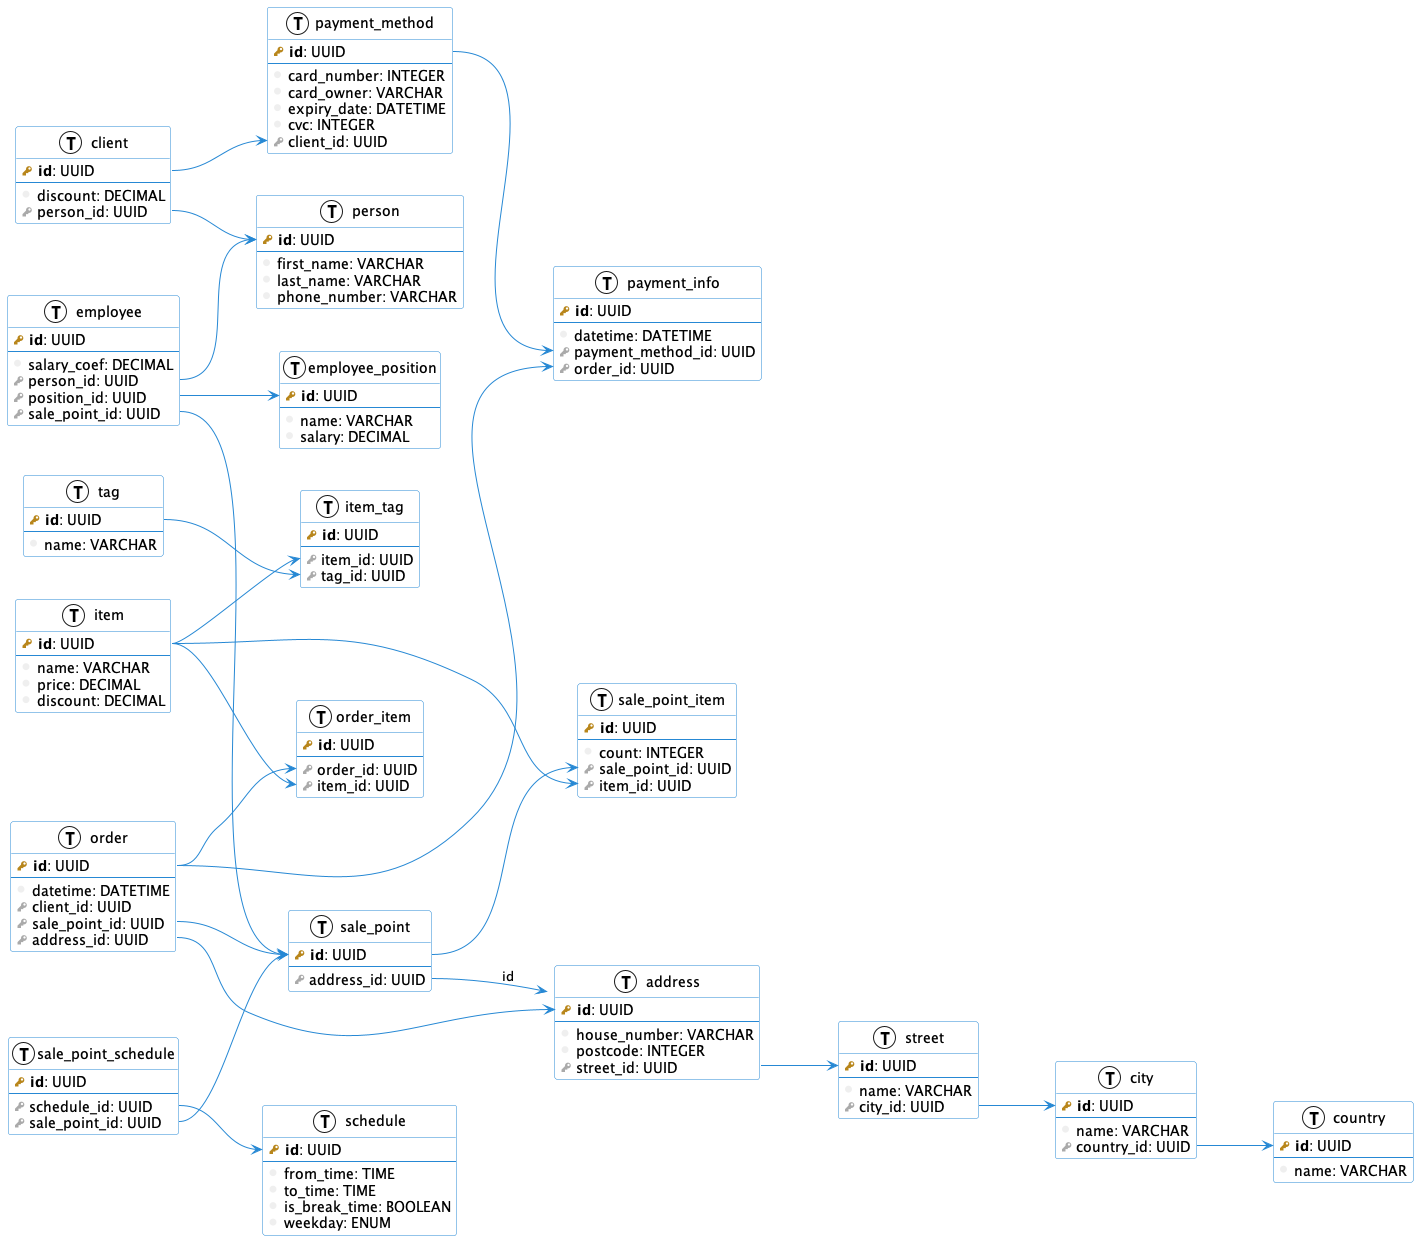 T payment_method
id: UUID
card_number: INTEGER
card_owner: VARCHAR
expiry_date: DATETIME
cvc: INTEGER
client_id: UUID
T client
id: UUID
discount: DECIMAL
person_id: UUID
T person
id: UUID
first_name: VARCHAR
last_name: VARCHAR
phone_number: VARCHAR
T payment_info
id: UUID
datetime: DATETIME
payment_method_id: UUID
order_id: UUID
T employee
id: UUID
salary_coef: DECIMAL
person_id: UUID
position_id: UUID
sale_point_id: UUID
T employee_position
id: UUID
name: VARCHAR
salary: DECIMAL
T tag
id: UUID
name: VARCHAR
T item_tag
id: UUID
item_id: UUID
tag_id: UUID
T item
id: UUID
name: VARCHAR
price: DECIMAL
discount: DECIMAL
T order_item
id: UUID
order_id: UUID
item_id: UUID
T sale_point_item
id: UUID
count: INTEGER
sale_point_id: UUID
item_id: UUID
T order
id: UUID
datetime: DATETIME
client_id: UUID
sale_point_id: UUID
address_id: UUID
T sale_point
id: UUID
address_id: UUID
id
T address
id: UUID
house_number: VARCHAR
postcode: INTEGER
street_id: UUID
T street
id: UUID
name: VARCHAR
city_id: UUID
T city
id: UUID
name: VARCHAR
country_id: UUID
T country
id: UUID
name: VARCHAR
T sale_point_schedule
id: UUID
schedule_id: UUID
sale_point_id: UUID
T schedule
id: UUID
from_time: TIME
to_time: TIME
is_break_time: BOOLEAN
weekday: ENUM